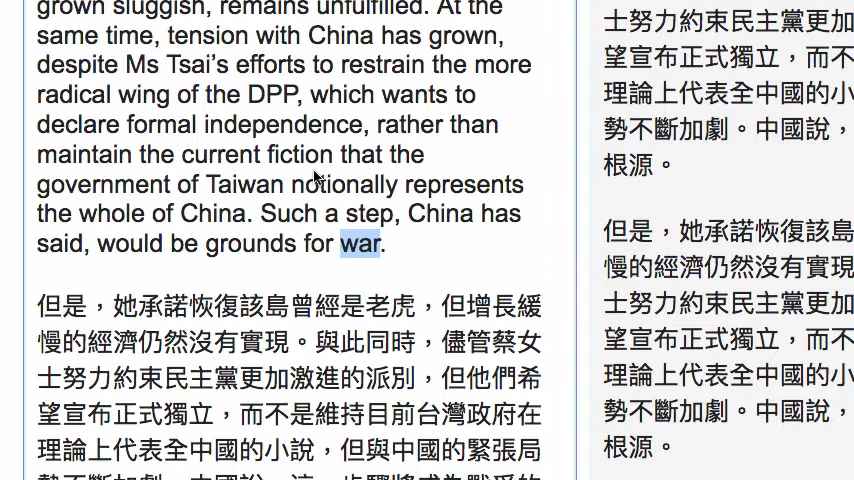 grown sluggish, remains unfulfilled. At the
same time, tension with China has grown,
despite Ms Tsai's efforts to restrain the more
radical wing of the DPP, which wants to
declare formal independence, rather than
maintain the current fiction that the
government of Taiwan notionally represents
the whole of China. Such a step, China has
said, would be grounds for war.
但是，她承諾恢復該島曾經是老虎，但增長緩
慢的經濟仍然沒有實現。與此同時，儘管蔡女
士努力約束民主黨更加激進的派別，但他們希
望宣布正式獨立，而不是維持目前台灣政府在
理論上代表全中國的小說，但與中國的緊張局
士努力約束民主黨更加
望宣布正式獨立，而不
理論上代表全中國的小
勢不斷加劇。中國說，
根源。
但是，她承諾恢復該島
慢的經濟仍然沒有實現
士努力約束民主黨更加
望宣布正式獨立，而不
理論上代表全中國的小
勢不斷加劇。中國說，
根源。